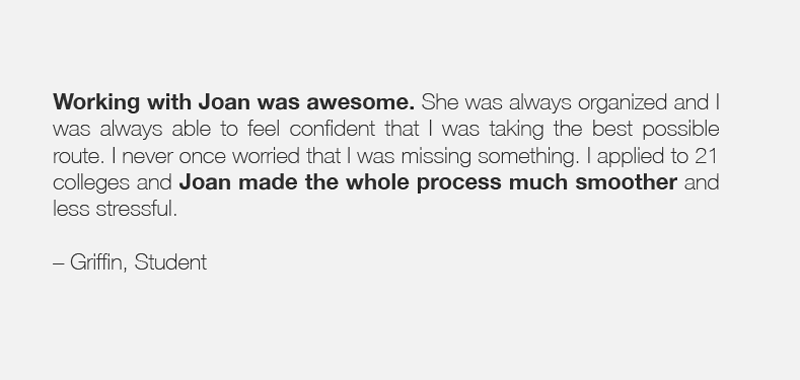 Working with Joan was awesome. She was always organized and I
was always able to feel confident that I was taking the best possible
route. I never once worried that I was missing something. I applied to 21
colleges and Joan made the whole process much smoother and
less stressful.
– Griffin, Student